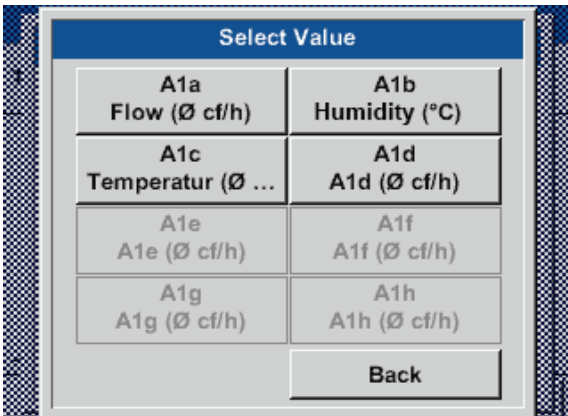 Select Value
A1a
Flow (Ø cf/h)
A1b
Humidity (°C)
A1c
Temperatur (Ø ...
A1d
A1d (Ø cf/h)
A1e
A1e (Ø cf/h)
A1f
A1f (Ø cf/h)
A1g
A1g (Ø cf/h)
A1h
A1h (Ø cf/h)
Back